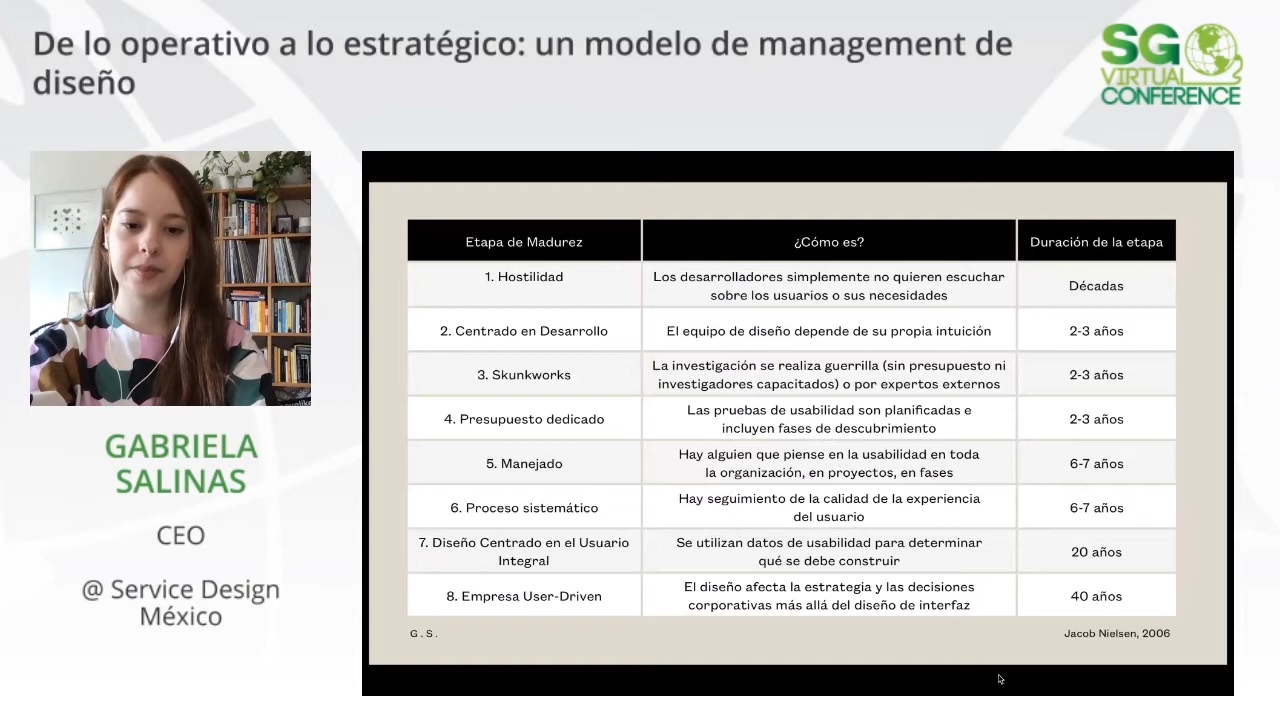 De lo operativo a lo estratégico: un modelo de management de
diseño
SG
VIRTUAL
CONFERENCE
GABRIELA
SALINAS
CEO
@ Service Design
México
Etapa de Madurez
¿Cómo es?
Duración de la etapa
1. Hostilidad
Los desarrolladores simplemente no quieren escuchar
sobre los usuarios o sus necesidades
Décadas
2. Centrado en Desarrollo
El equipo de diseño depende de su propia intuición
2-3 años
3. Skunkworks
La investigación se realiza guerrilla (sin presupuesto ni
investigadores capacitados) o por expertos externos
2-3 años
4. Presupuesto dedicado
Las pruebas de usabilidad son planificadas e
incluyen fases de descubrimiento
2-3 años
5. Manejado
Hay alguien que piense en la usabilidad en toda
la organización, en proyectos, en fases
6-7 años
6. Proceso sistemático
Hay seguimiento de la calidad de la experiencia
del usuario
6-7 años
7. Diseño Centrado en el Usuario
Integral
Se utilizan datos de usabilidad para determinar
qué se debe construir
20 años
8. Empresa User-Driven
El diseño afecta la estrategia y las decisiones
corporativas más allá del diseño de interfaz
40 años
G.S.
Jacob Nielsen, 2006